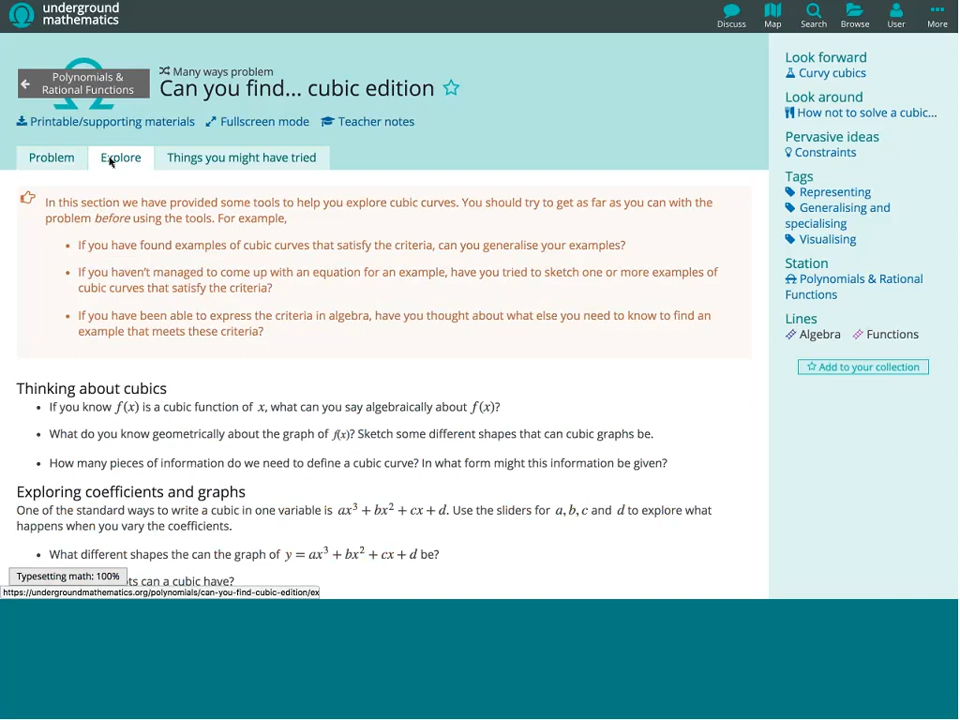 underground
mathematics
Discuss
Map
Search
Browse
User
More
Polynomials &
Rational Functions
Many ways problem
Can you find... cubic edition
Printable/supporting materials
Fullscreen mode
Teacher notes
Problem
Explore
Things you might have tried
In this section we have provided some tools to help you explore cubic curves. You should try to get as far as you can with the
problem before using the tools. For example,
• If you have found examples of cubic curves that satisfy the criteria, can you generalise your examples?
• If you haven't managed to come up with an equation for an example, have you tried to sketch one or more examples of
cubic curves that satisfy the criteria?
• If you have been able to express the criteria in algebra, have you thought about what else you need to know to find an
example that meets these criteria?
Thinking about cubics
• If you know f(x) is a cubic function of x, what can you say algebraically about f(x)?
• What do you know geometrically about the graph of f(x)? Sketch some different shapes that can cubic graphs be.
• How many pieces of information do we need to define a cubic curve? In what form might this information be given?
Exploring coefficients and graphs
One of the standard ways to write a cubic in one variable is ax³ + bx² + cx + d. Use the sliders for a, b, c and d to explore what
happens when you vary the coefficients.
• What different shapes the can the graph of y = ax³ + bx² + cx + d be?
Typesetting math: 100%
ts can a cubic have?
https://undergroundmathematics.org/polynomials/can-you-find-cubic-edition/ex
Look forward
Curvy cubics
Look around
How not to solve a cubic...
Pervasive ideas
Constraints
Tags
Representing
Generalising and
specialising
Visualising
Station
Polynomials & Rational
Functions
Lines
Algebra
Functions
Add to your collection